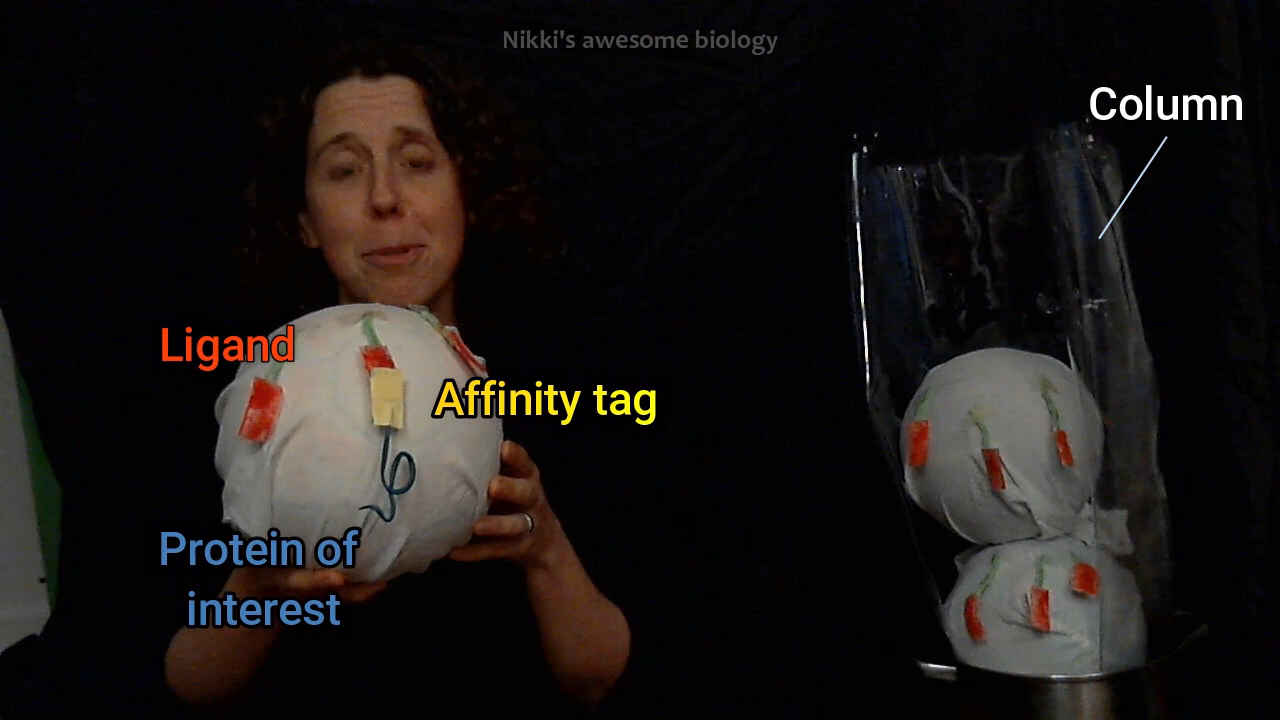 Nikki's awesome biology
Column
Ligand
Affinity tag
Protein of
interest